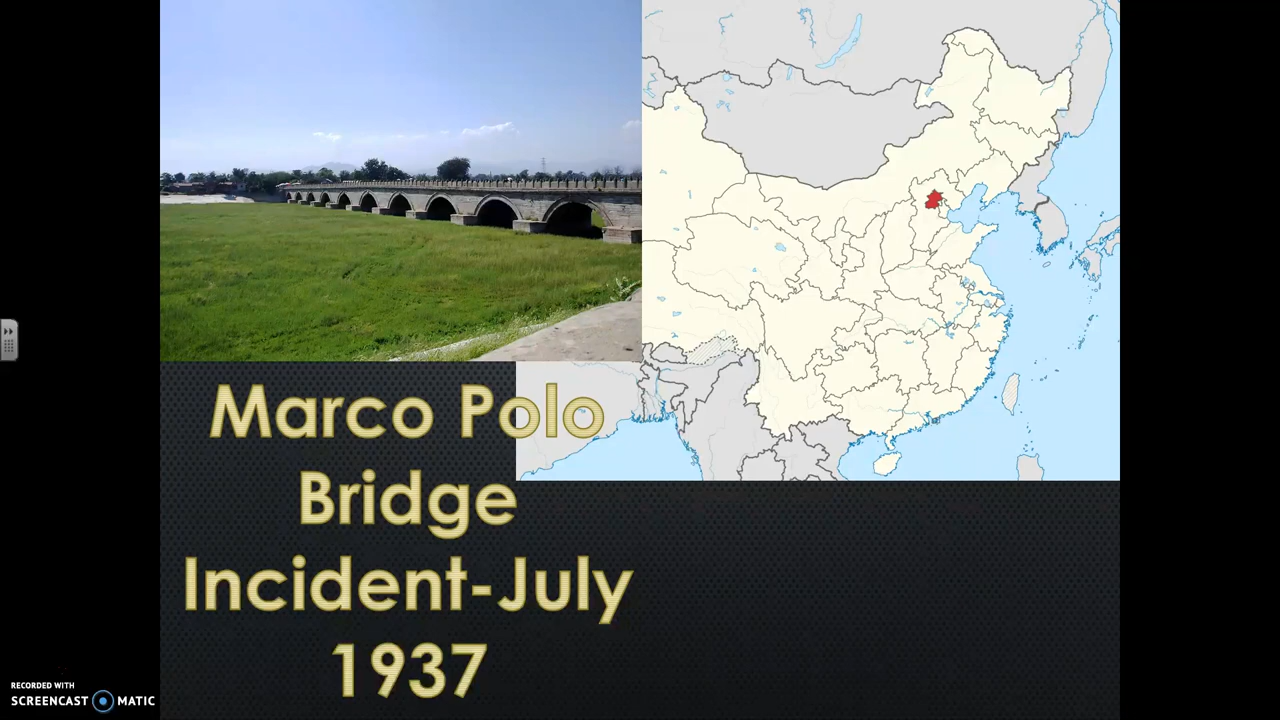 Marco Polo
Bridge
Incident-July
1937
RECORDED WITH
SCREENCAST MATIC